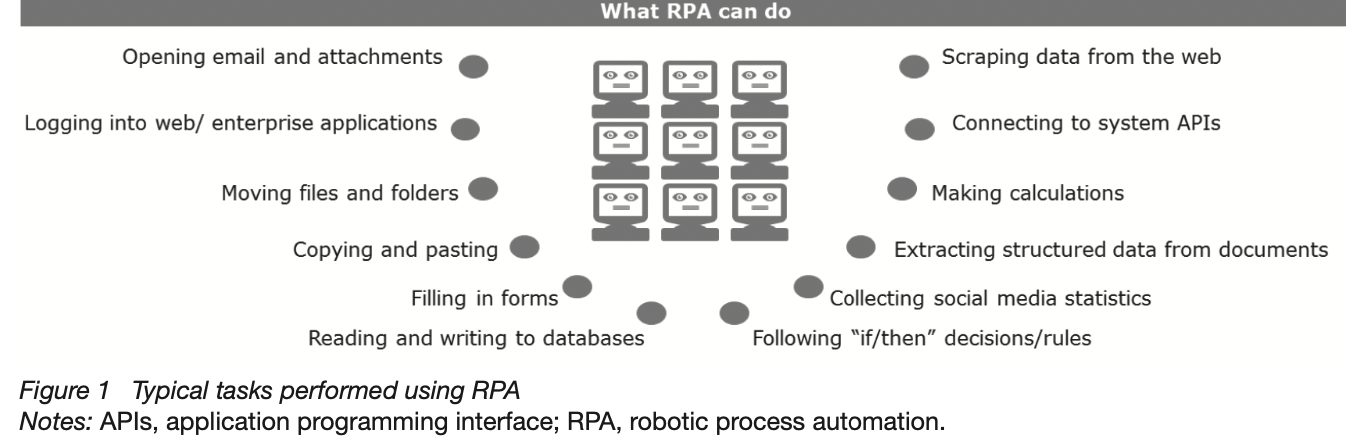 What RPA can do
Opening email and attachments
Logging into web/ enterprise applications
Moving files and folders
Copying and pasting
Filling in forms
Reading and writing to databases
Scraping data from the web
Connecting to system APIs
Making calculations
Extracting structured data from documents
Collecting social media statistics
Following “if/then” decisions/rules
Figure 1 Typical tasks performed using RPA
Notes: APIs, application programming interface; RPA, robotic process automation.